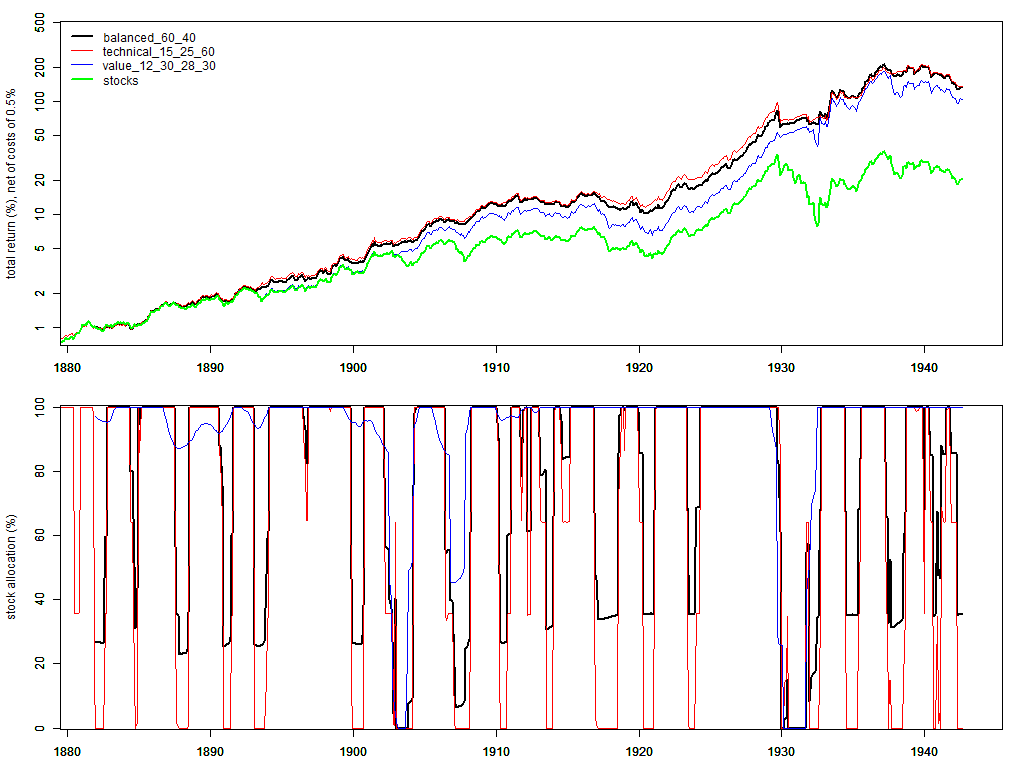 total return (%), net of costs of 0.5%
500
200
100
50
20
10
5
2
1
balanced_60_40
technical_15_25_60
value_12_30_28_30
stocks
1880 1890 1900 1910 1920 1930 1940
stock allocation (%)
100
80
60
40
20
0
1880 1890 1900 1910 1920 1930 1940